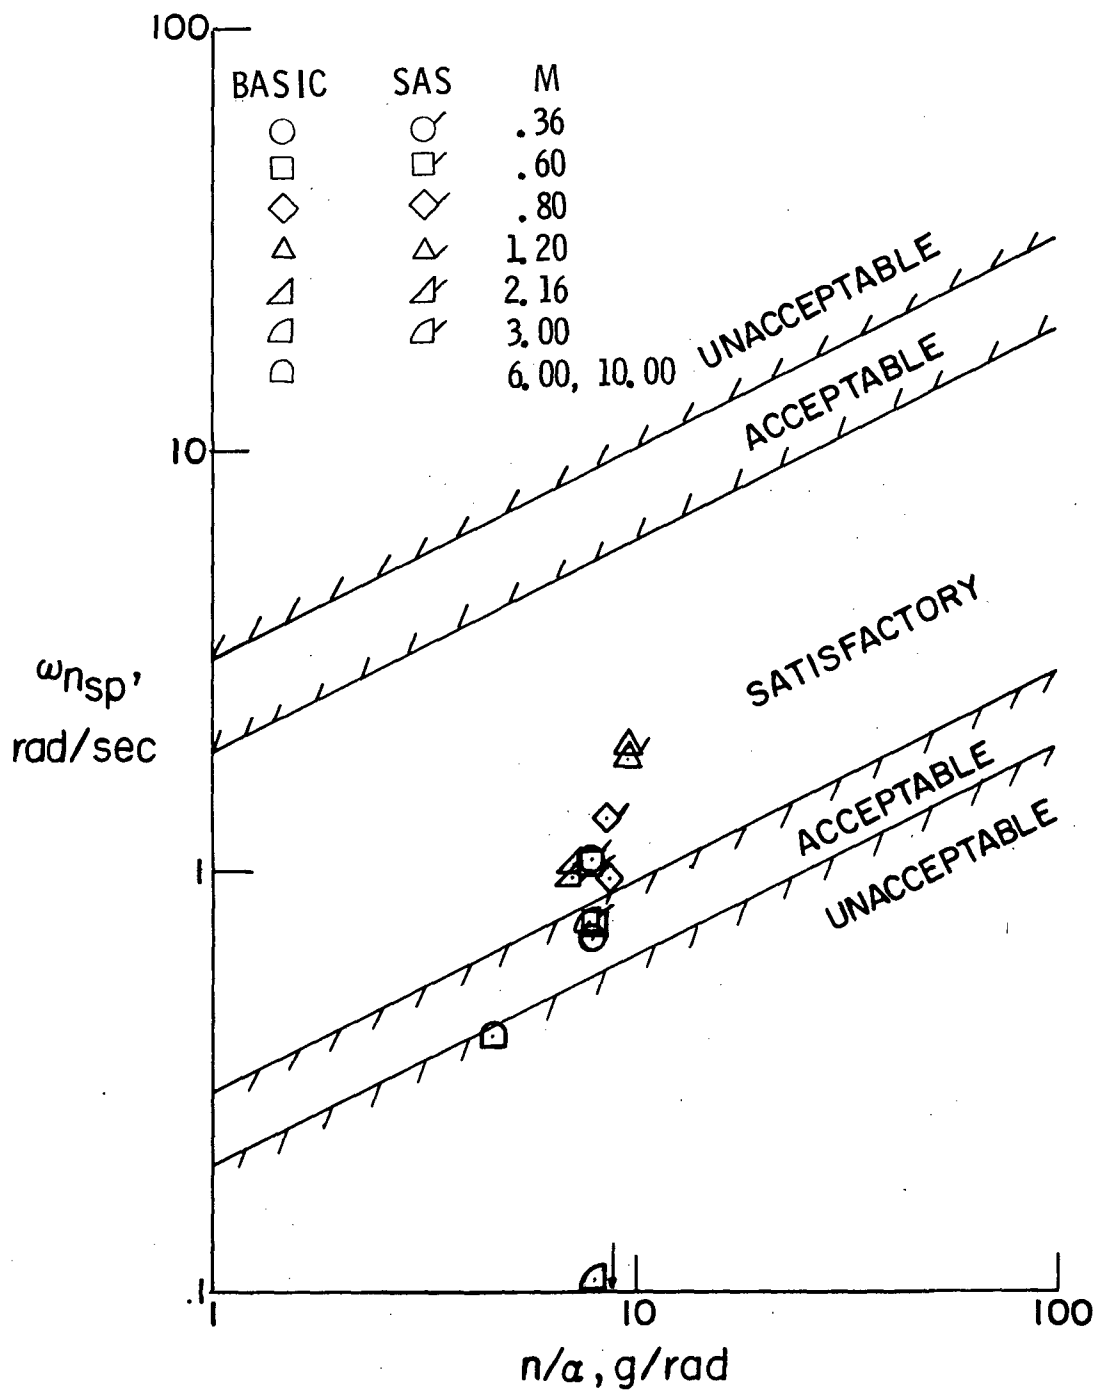 100
BASIC SAS M
.36
.60
.80
1.20
2.16
3.00
6.00, 10.00
UNACCEPTABLE
ACCEPTABLE
10
SATISFACTORY
ωnsp,
rad/sec
ACCEPTABLE
UNACCEPTABLE
1
.1
1 10 100
n/α, g/rad